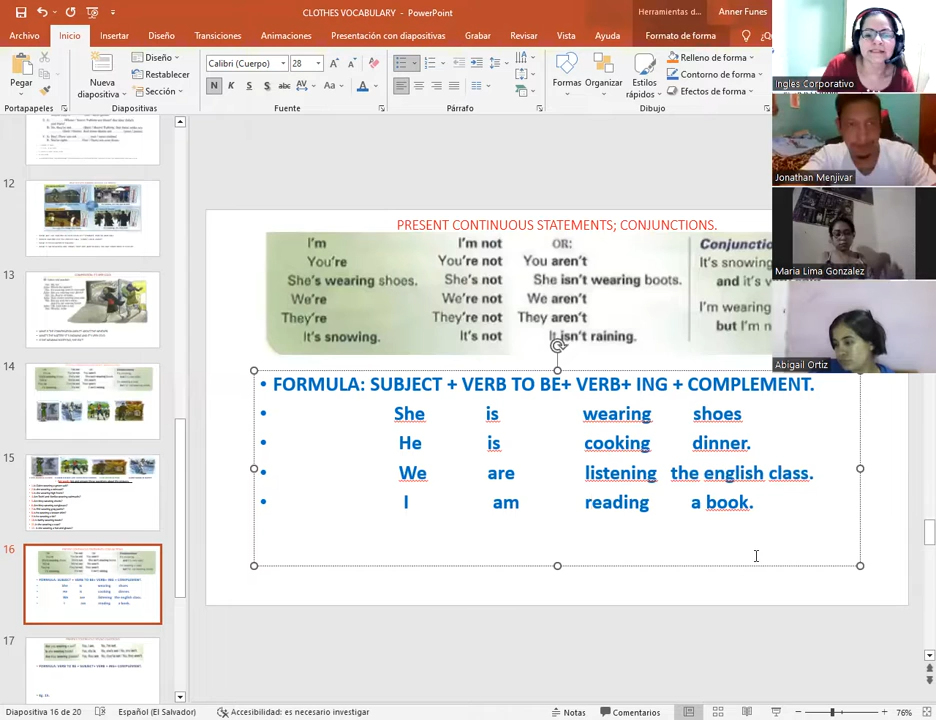 CLOTHES VOCABULARY - PowerPoint
Herramientas d...
Anner Funes
Archivo Inicio Insertar Diseño Transiciones Animaciones Presentación con diapositivas Grabar Revisar Vista Ayuda Formato de forma
Pegar
Portapapeles
Nueva diapositiva
Diseño
Restablecer
Sección
Diapositivas
Calibri (Cuerpo) 28
N K S S abc AV Aa A
Fuente
Párrafo
Formas Organizar Estilos rápidos
Relleno de forma
Contorno de forma
Efectos de forma
Dibujo
Ingles Corporativo
Jonathan Menjivar
Maria Lima Gonzalez
Abigail Ortiz
12
13
14
15
16
17
PRESENT CONTINUOUS STATEMENTS; CONJUNCTIONS.
I'm I'm not OR: Conjunctio
You're You're not You aren't It's snowing
She's wearing shoes. She's not She isn't wearing boots. and it's v
We're We're not We aren't I'm wearing
They're They're not They aren't but I'm n
It's snowing. It's not It isn't raining.
• FORMULA: SUBJECT + VERB TO BE+ VERB+ ING + COMPLEMENT.
• She is wearing shoes
• He is cooking dinner.
• We are listening the english class.
• I am reading a book.
Diapositiva 16 de 20 Español (El Salvador) Accesibilidad: es necesario investigar Notas Comentarios 76%